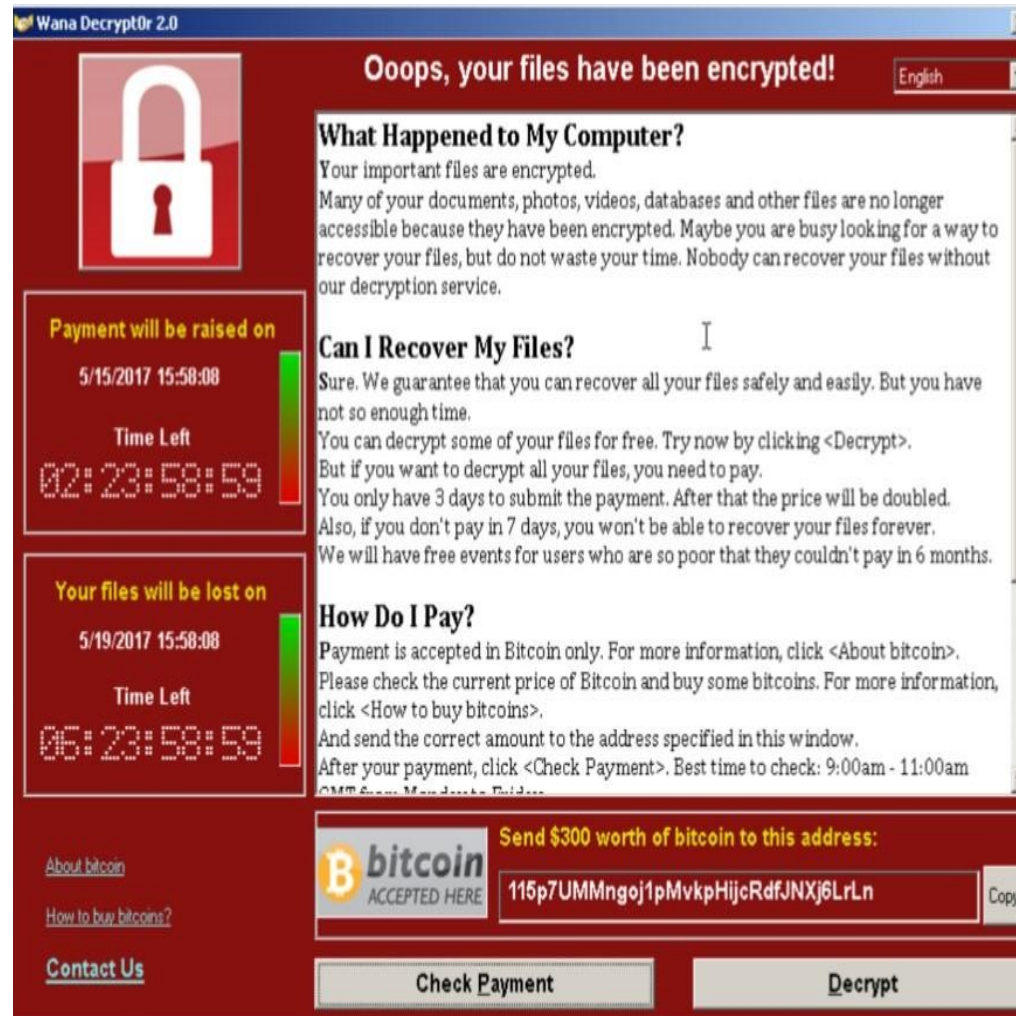 Wana Decrypt0r 2.0
Ooops, your files have been encrypted!
English
What Happened to My Computer?
Your important files are encrypted.
Many of your documents, photos, videos, databases and other files are no longer
accessible because they have been encrypted. Maybe you are busy looking for a way to
recover your files, but do not waste your time. Nobody can recover your files without
our decryption service.
Can I Recover My Files?
Sure. We guarantee that you can recover all your files safely and easily. But you have
not so enough time.
You can decrypt some of your files for free. Try now by clicking <Decrypt>.
But if you want to decrypt all your files, you need to pay.
You only have 3 days to submit the payment. After that the price will be doubled.
Also, if you don't pay in 7 days, you won't be able to recover your files forever.
We will have free events for users who are so poor that they couldn't pay in 6 months.
How Do I Pay?
Payment is accepted in Bitcoin only. For more information, click <About bitcoin>.
Please check the current price of Bitcoin and buy some bitcoins. For more information,
click <How to buy bitcoins>.
And send the correct amount to the address specified in this window.
After your payment, click <Check Payment>. Best time to check: 9:00am - 11:00am
GMT from Monday to Friday
Payment will be raised on
5/15/2017 15:58:08
Time Left
02:23:58:59
Your files will be lost on
5/19/2017 15:58:08
Time Left
06:23:58:59
About bitcoin
How to buy bitcoins?
Contact Us
bitcoin
ACCEPTED HERE
Send $300 worth of bitcoin to this address:
115p7UMMngoj1pMvkpHijcRdfJNXj6LrLn
Copy
Check Payment
Decrypt